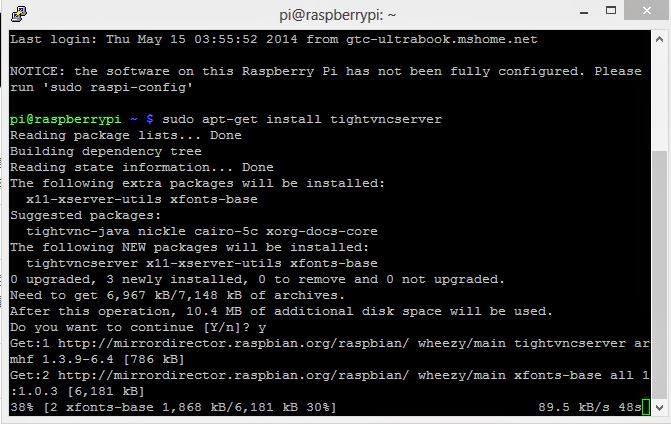 pi@raspberrypi: ~
Last login: Thu May 15 03:55:52 2014 from gtc-ultrabook.mshome.net
NOTICE: the software on this Raspberry Pi has not been fully configured. Please
run 'sudo raspi-config'
pi@raspberrypi ~ $ sudo apt-get install tightvncserver
Reading package lists... Done
Building dependency tree
Reading state information... Done
The following extra packages will be installed:
  x11-xserver-utils xfonts-base
Suggested packages:
  tightvnc-java nickle cairo-5c xorg-docs-core
The following NEW packages will be installed:
  tightvncserver x11-xserver-utils xfonts-base
0 upgraded, 3 newly installed, 0 to remove and 0 not upgraded.
Need to get 6,967 kB/7,148 kB of archives.
After this operation, 10.4 MB of additional disk space will be used.
Do you want to continue [Y/n]? y
Get:1 http://mirrordirector.raspbian.org/raspbian/ wheezy/main tightvncserver ar
mhf 1.3.9-6.4 [786 kB]
Get:2 http://mirrordirector.raspbian.org/raspbian/ wheezy/main xfonts-base all 1
:1.0.3 [6,181 kB]
38% [2 xfonts-base 1,868 kB/6,181 kB 30%] 89.5 kB/s 48s